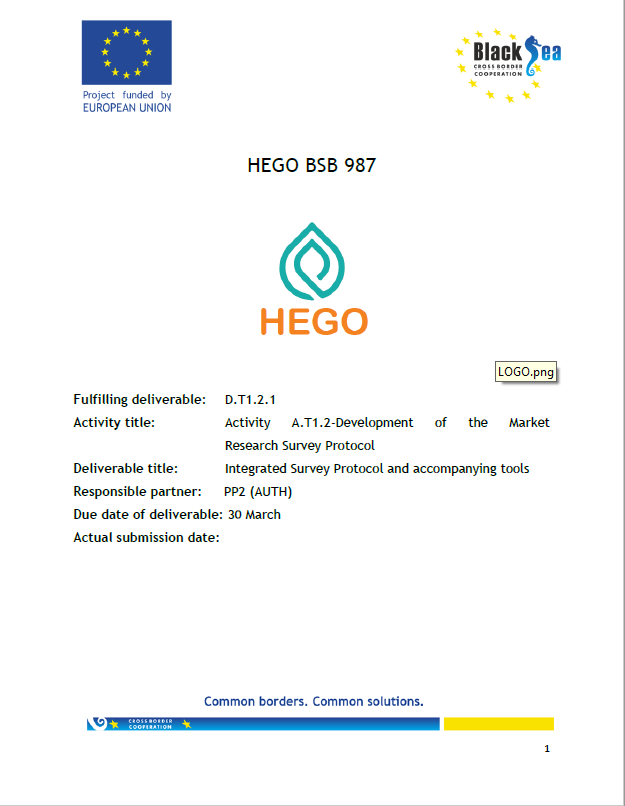 Project funded by
EUROPEAN UNION
Black Sea
CROSS BORDER
COOPERATION
HEGO BSB 987
HEGO
LOGO.png
Fulfilling deliverable: D.T1.2.1
Activity title: Activity A.T1.2-Development of the Market
Research Survey Protocol
Deliverable title: Integrated Survey Protocol and accompanying tools
Responsible partner: PP2 (AUTH)
Due date of deliverable: 30 March
Actual submission date:
Common borders. Common solutions.
CROSS BORDER
COOPERATION
1